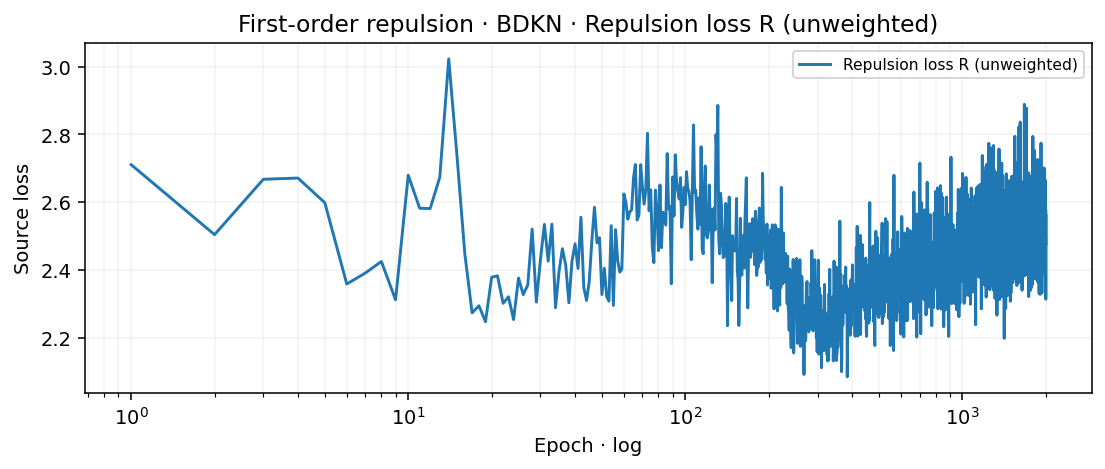 First-order repulsion · BDKN · Repulsion loss R (unweighted)
Repulsion loss R (unweighted)
Source loss
3.0
2.8
2.6
2.4
2.2
10⁰
10¹
10²
10³
Epoch · log